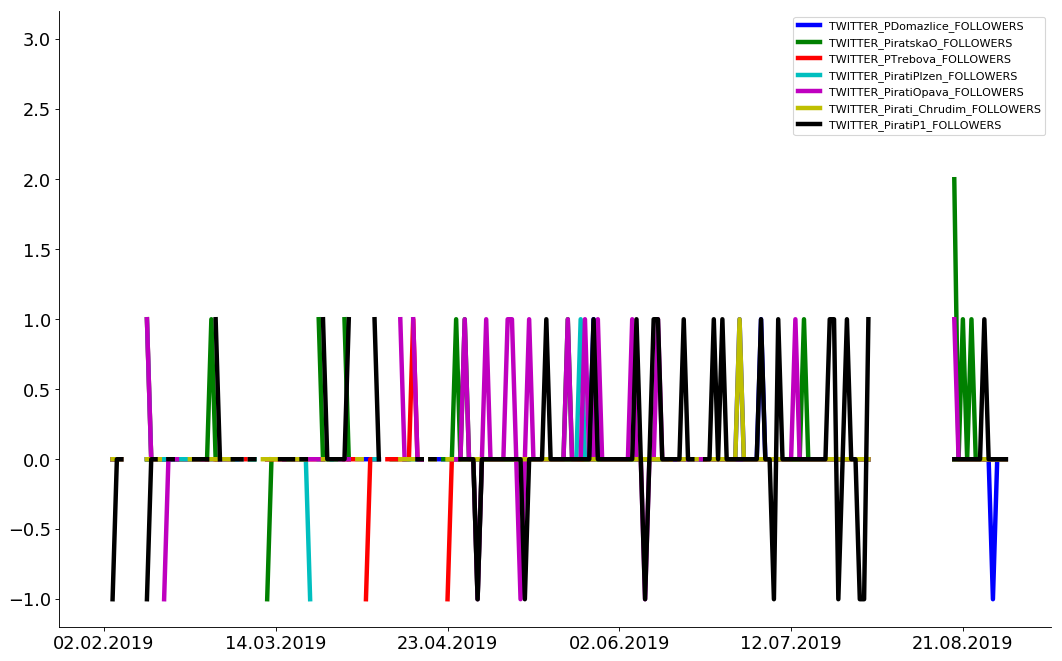 3.0
2.5
2.0
1.5
1.0
0.5
0.0
−0.5
−1.0
02.02.2019
14.03.2019
23.04.2019
02.06.2019
12.07.2019
21.08.2019
TWITTER_PDomazlice_FOLLOWERS
TWITTER_PiratskaO_FOLLOWERS
TWITTER_PTrebova_FOLLOWERS
TWITTER_PiratiPlzen_FOLLOWERS
TWITTER_PiratiOpava_FOLLOWERS
TWITTER_Pirati_Chrudim_FOLLOWERS
TWITTER_PiratiP1_FOLLOWERS